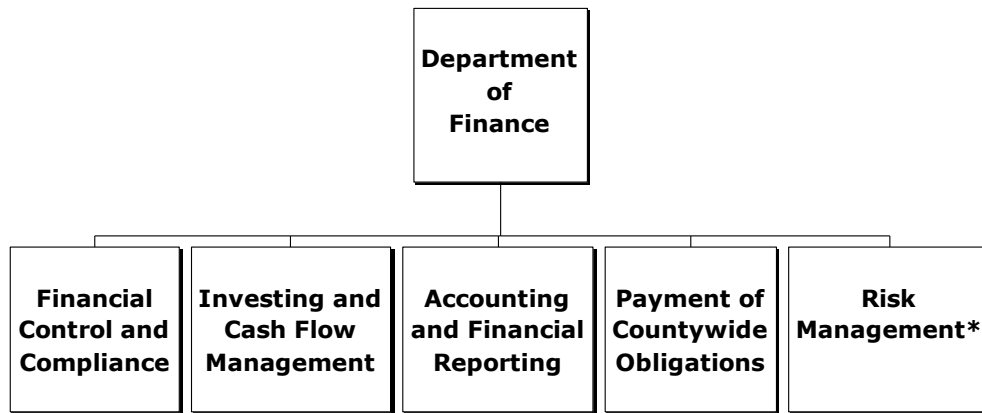 Department
of
Finance
Financial
Control and
Compliance
Investing and
Cash Flow
Management
Accounting
and Financial
Reporting
Payment of
Countywide
Obligations
Risk
Management*